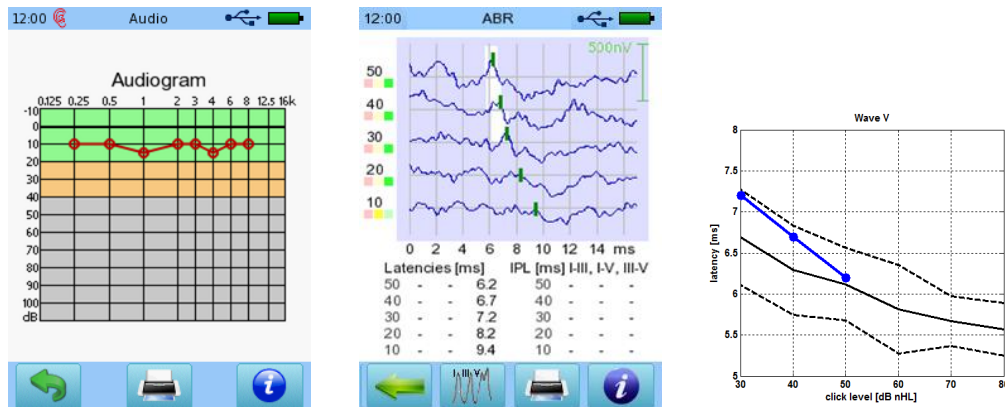 12:00 Audio
Audiogram
0.125 0.25 0.5 1 2 3 4 6 8 12.5 16k
-10
0
10
20
30
40
50
60
70
80
90
100
dB
12:00 ABR
500nV
50
40
30
20
10
0 2 4 6 8 10 12 14 ms
Latencies [ms] IPL [ms] I-III, I-V, III-V
50 - - 6.2 50 - - -
40 - - 6.7 40 - - -
30 - - 7.2 30 - - -
20 - - 8.2 20 - - -
10 - - 9.4 10 - - -
I III V
Wave V
8
7.5
7
6.5
6
5.5
5
latency [ms]
30 40 50 60 70
click level [dB nHL]